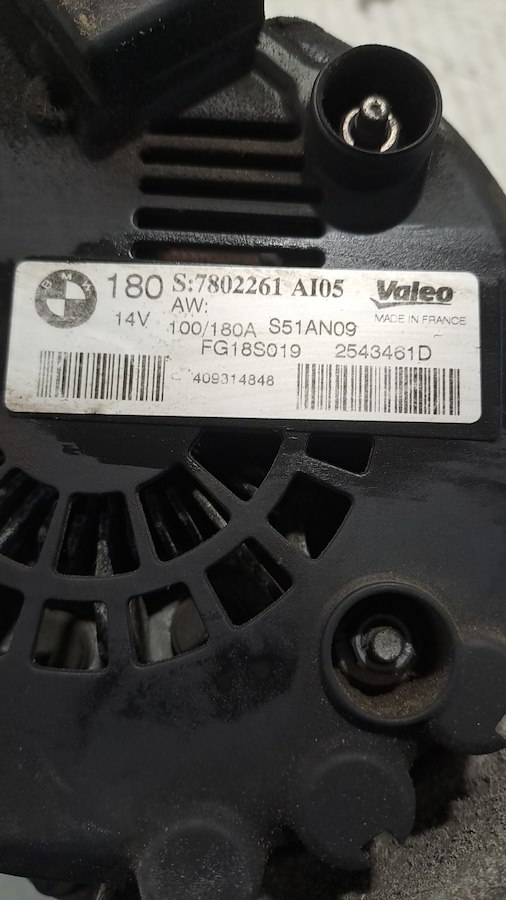 BMW 180 S:7802261 AI05 Valeo
AW: MADE IN FRANCE
14V 100/180A S51AN09
FG18S019 2543461D
C 409314848